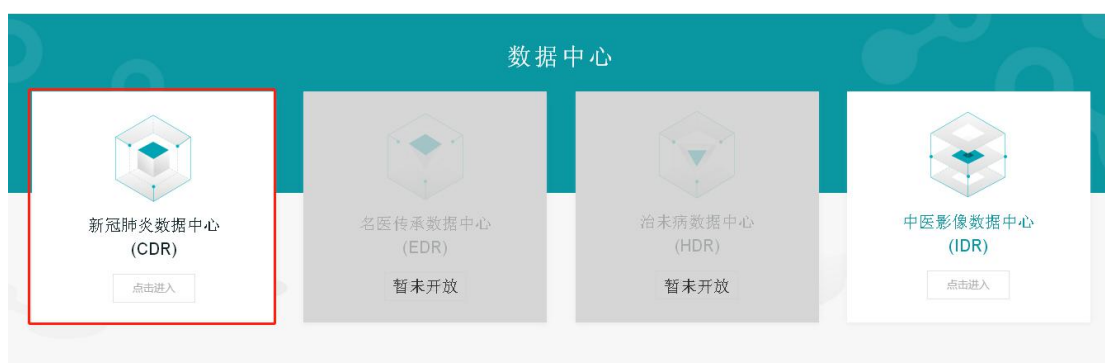 数据中心
新冠肺炎数据中心
(CDR)
点击进入
名医传承数据中心
(EDR)
暂未开放
治未病数据中心
(HDR)
暂未开放
中医影像数据中心
(IDR)
点击进入